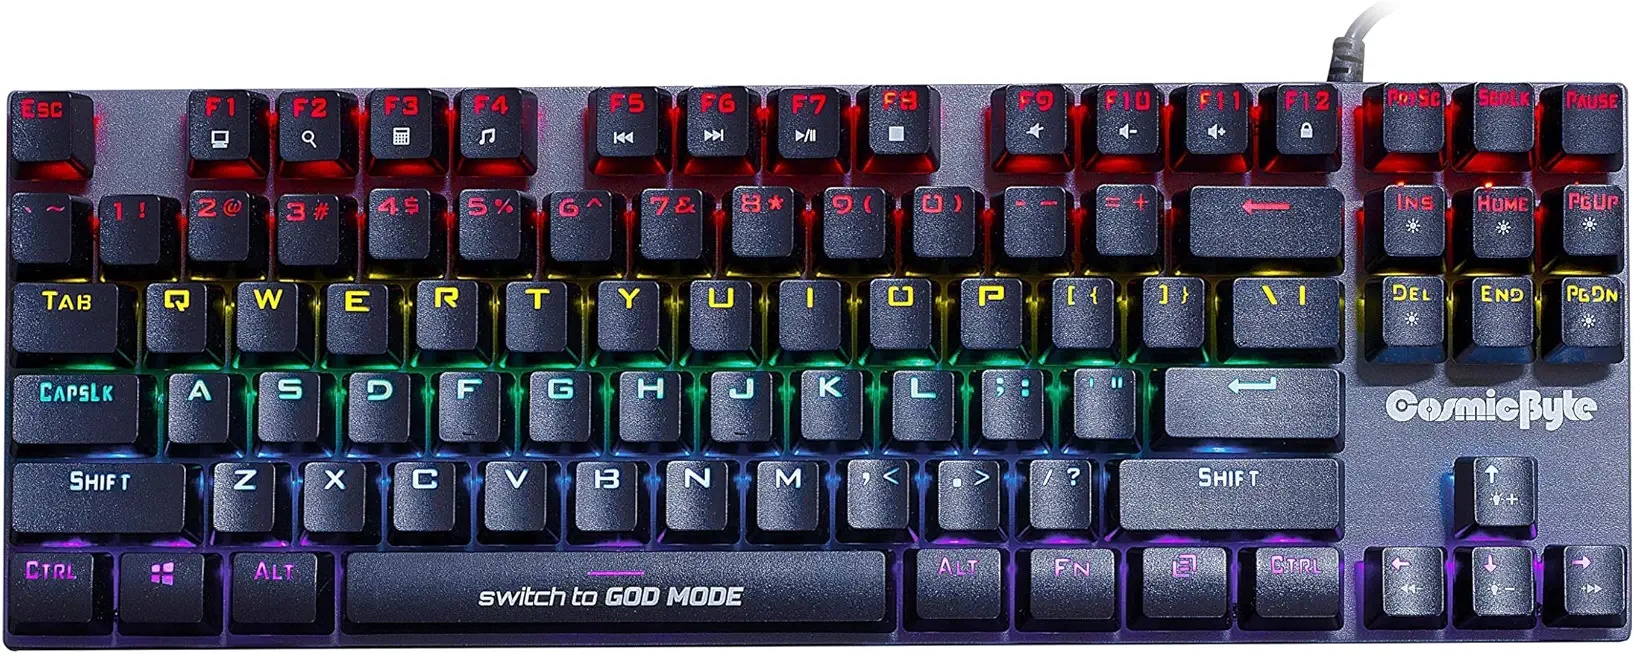 Esc F1 F2 F3 F4 F5 F6 F7 F8 F9 F10 F11 F12 PrtSc ScrLk Pause
` ~ 1 ! 2 @ 3 # 4 $ 5 % 6 ^ 7 & 8 * 9 ( 0 ) - - = + ← Ins Home PgUp
Tab Q W E R T Y U I O P [ { ] } \ | Del End PgDn
CapsLk A S D F G H J K L ; : ' " CosmicByte
Shift Z X C V B N M , < . > / ? Shift ↑
+
Ctrl Alt Alt Fn Ctrl ← ↓ →
switch to GOD MODE -